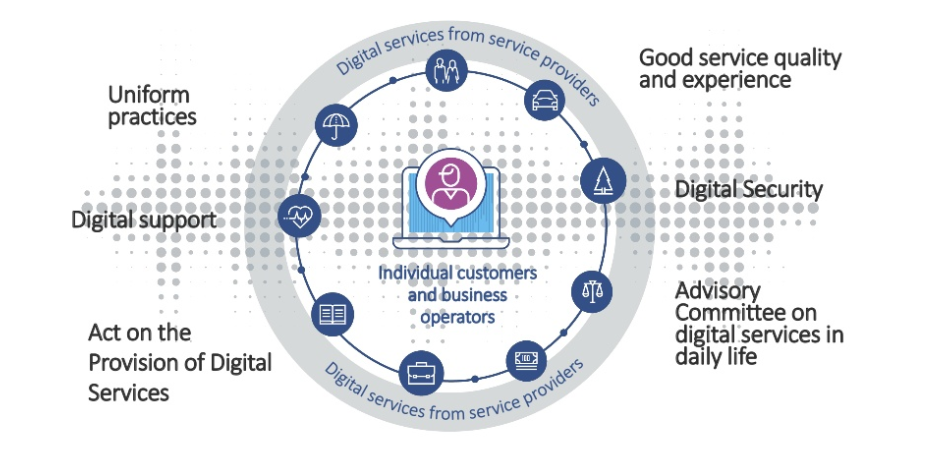 Digital services from service providers
Good service quality
and experience
Uniform
practices
Digital Security
Digital support
Individual customers
and business
operators
Advisory
Committee on
digital services in
daily life
Act on the
Provision of Digital
Services
100
Digital services from service providers